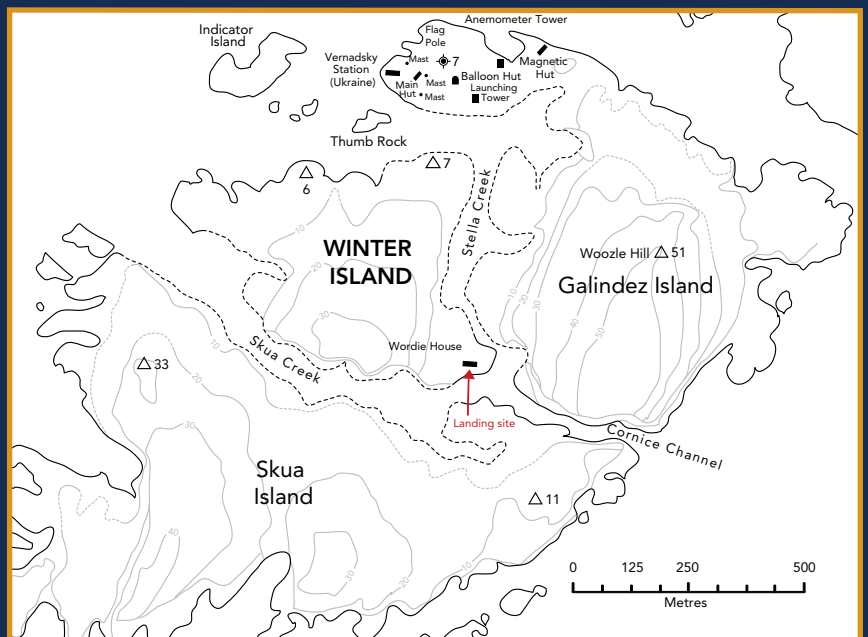 Anemometer Tower
Indicator
Island
Flag
Pole
Vernadsky
Station
(Ukraine)
Mast
7
Magnetic
Hut
Main
Hut
Mast
Mast
Balloon Hut
Launching
Tower
Thumb Rock
6
7
Stella Creek
10
20
30
WINTER
ISLAND
Woozle Hill
51
Galindez Island
10
20
30
40
50
Wordie House
Skua Creek
Landing site
Cornice Channel
33
10
20
30
40
Skua
Island
11
30
20
10
0
125
250
500
Metres